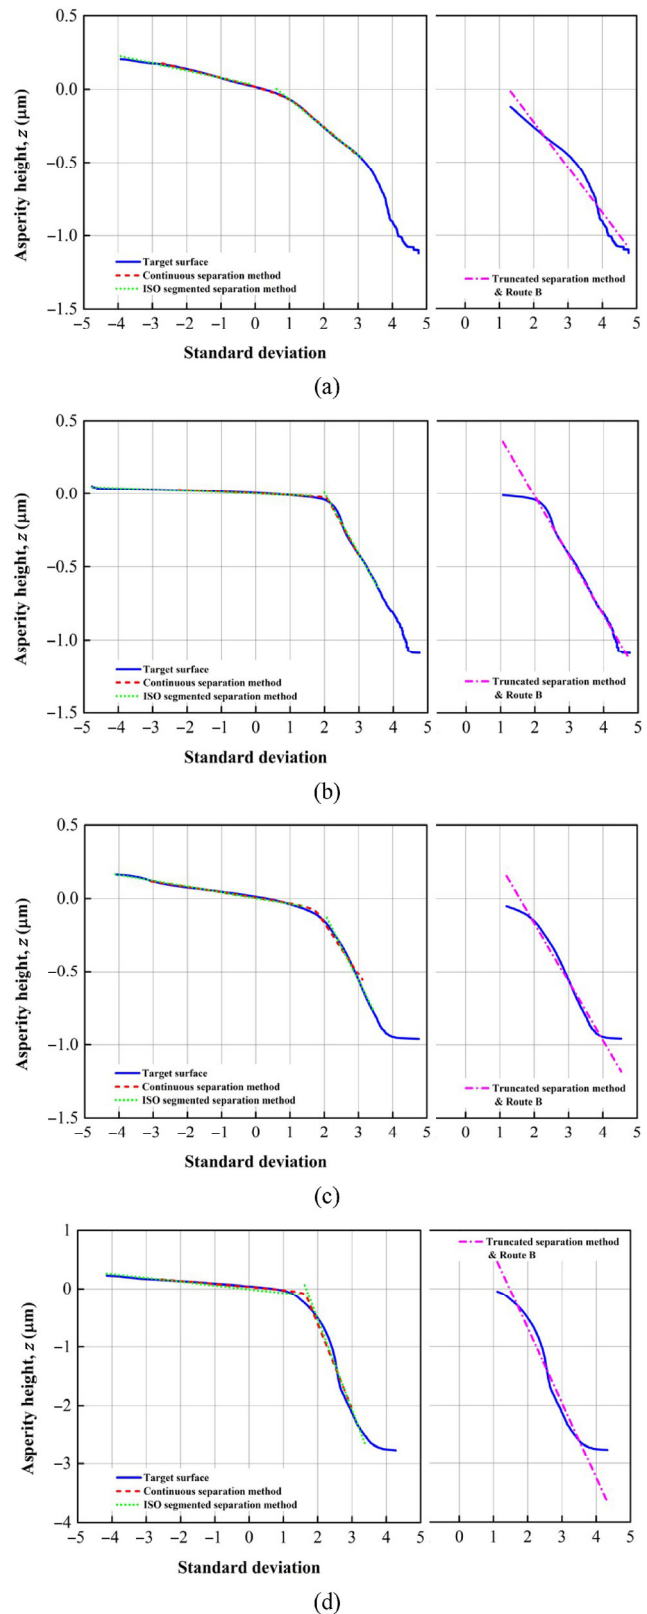 0.5
0.0
−0.5
−1.0
−1.5
Asperity height, z (μm)
Target surface
Continuous separation method
ISO segmented separation method
Truncated separation method
& Route B
−5 −4 −3 −2 −1 0 1 2 3 4 5
0 1 2 3 4 5
Standard deviation
(a)
0.5
0.0
−0.5
−1.0
−1.5
Asperity height, z (μm)
Target surface
Continuous separation method
ISO segmented separation method
Truncated separation method
& Route B
−5 −4 −3 −2 −1 0 1 2 3 4 5
0 1 2 3 4 5
Standard deviation
(b)
0.5
0.0
−0.5
−1.0
−1.5
Asperity height, z (μm)
Target surface
Continuous separation method
ISO segmented separation method
Truncated separation method
& Route B
−5 −4 −3 −2 −1 0 1 2 3 4 5
0 1 2 3 4 5
Standard deviation
(c)
1
0
−1
−2
−3
−4
Asperity height, z (μm)
Truncated separation method
& Route B
Target surface
Continuous separation method
ISO segmented separation method
−5 −4 −3 −2 −1 0 1 2 3 4 5
0 1 2 3 4 5
Standard deviation
(d)